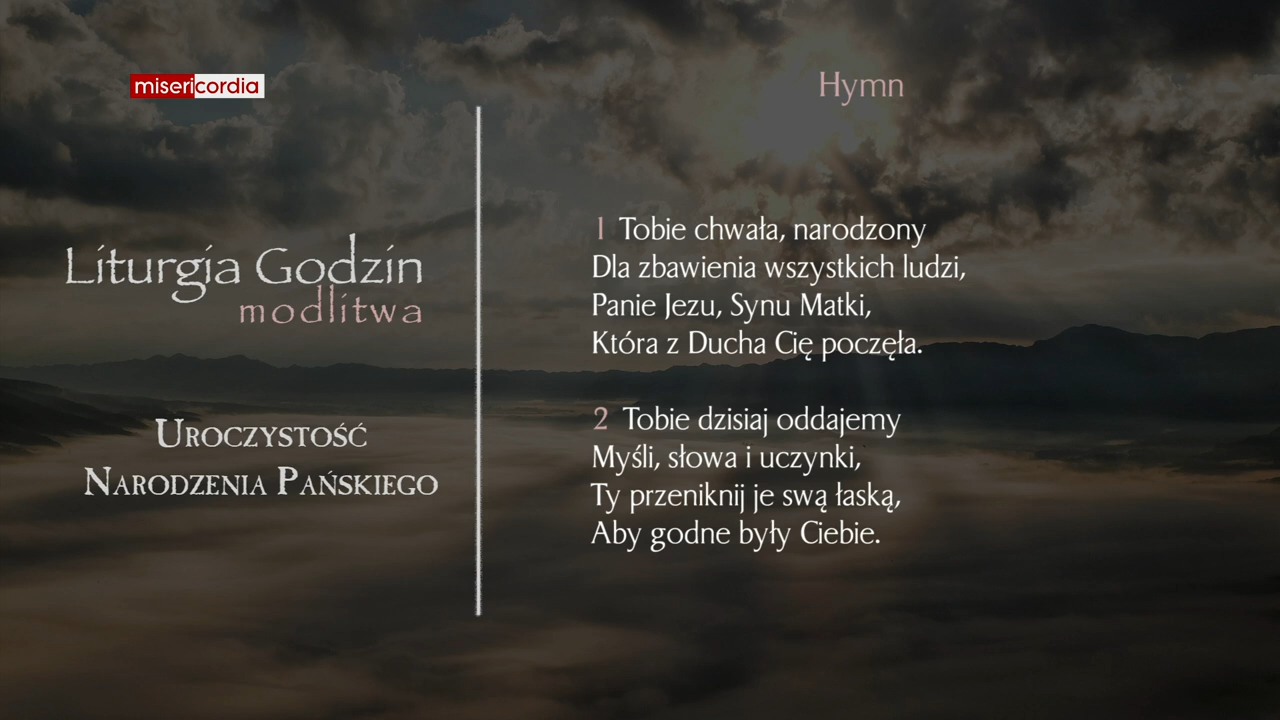 misericordia
Liturgia Godzin
modlitwa
Uroczystość
Narodzenia Pańskiego
Hymn
1 Tobie chwała, narodzony
Dla zbawienia wszystkich ludzi,
Panie Jezu, Synu Matki,
Która z Ducha Cię poczęła.
2 Tobie dzisiaj oddajemy
Myśli, słowa i uczynki,
Ty przeniknij je swą łaską,
Aby godne były Ciebie.